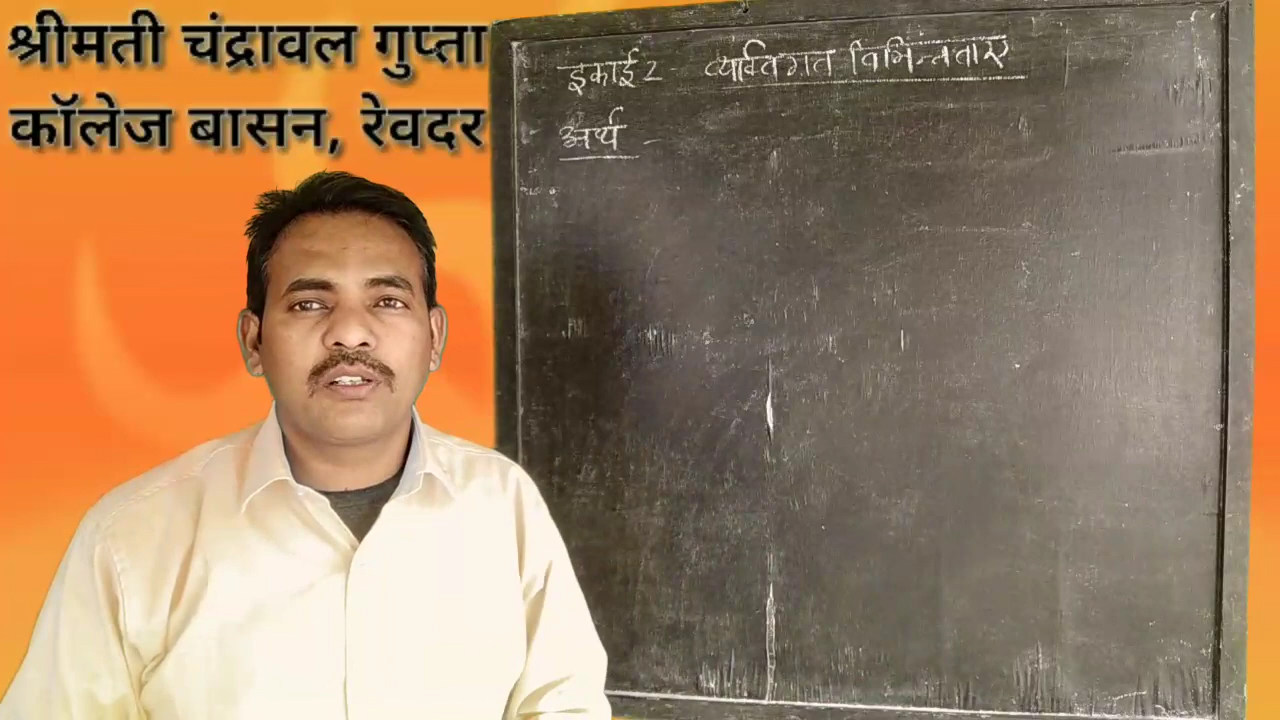 श्रीमती चंद्रावल गुप्ता
कॉलेज बासन, रेवदर
इकाई 2 - व्यक्तिगत विभिन्नताएं
अर्थ -